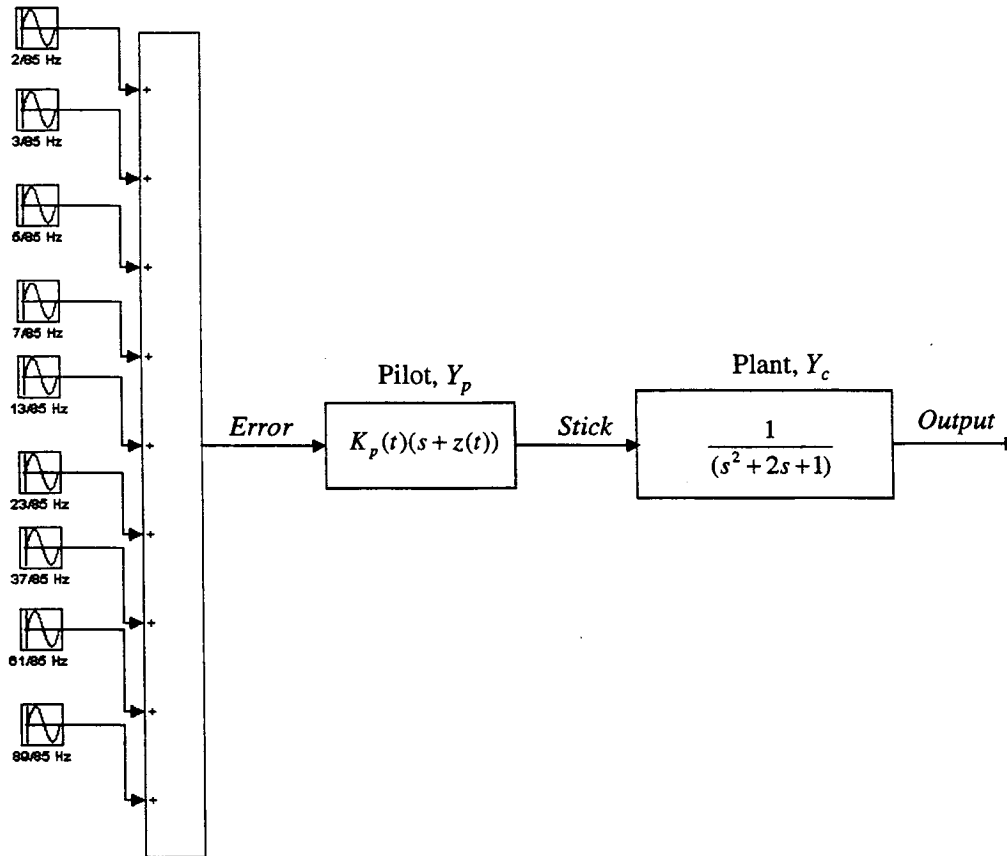 2/85 Hz
3/85 Hz
5/85 Hz
7/85 Hz
13/85 Hz
23/85 Hz
37/85 Hz
61/85 Hz
89/85 Hz
+
+
+
+
+
+
+
+
+
Error
Pilot, Y_p
K_p(t)(s + z(t))
Stick
Plant, Y_c
1
(s² + 2s + 1)
Output